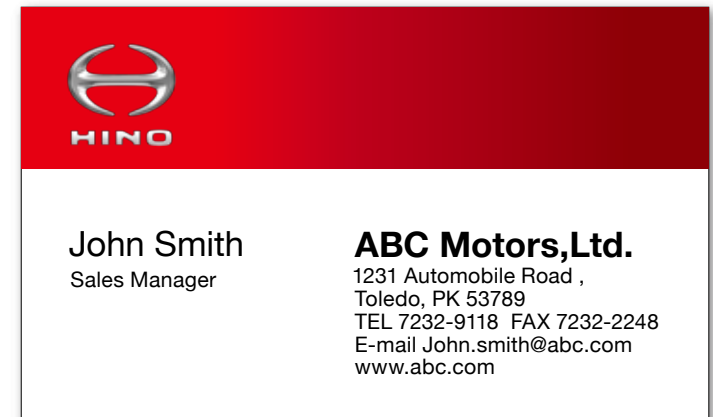 HINO
John Smith
Sales Manager
ABC Motors,Ltd.
1231 Automobile Road ,
Toledo, PK 53789
TEL 7232-9118  FAX 7232-2248
E-mail John.smith@abc.com
www.abc.com